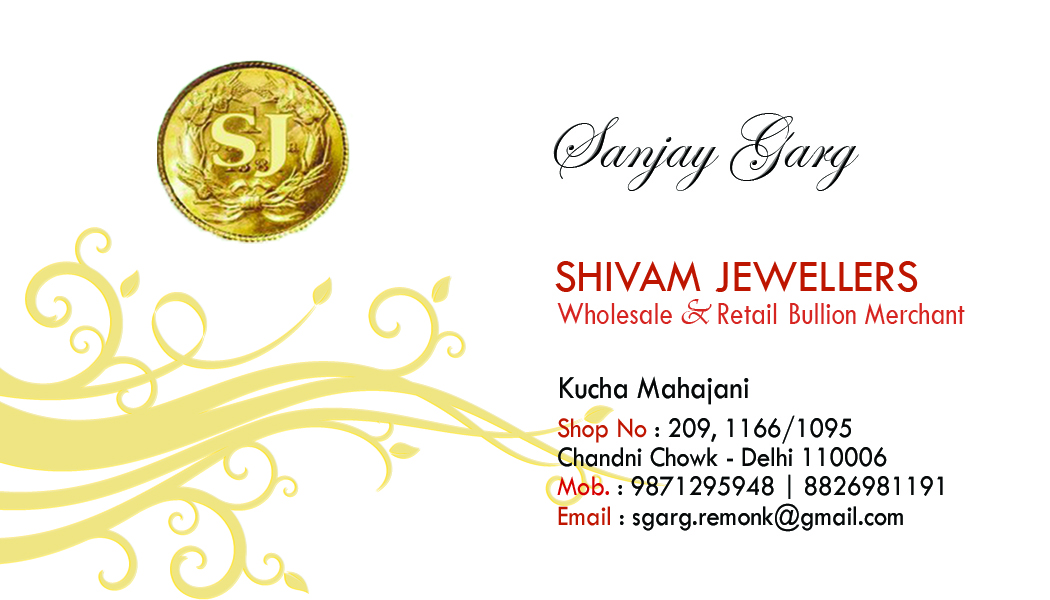 SJ
Sanjay Garg
SHIVAM JEWELLERS
Wholesale & Retail Bullion Merchant
Kucha Mahajani
Shop No : 209, 1166/1095
Chandni Chowk - Delhi 110006
Mob. : 9871295948 | 8826981191
Email : sgarg.remonk@gmail.com